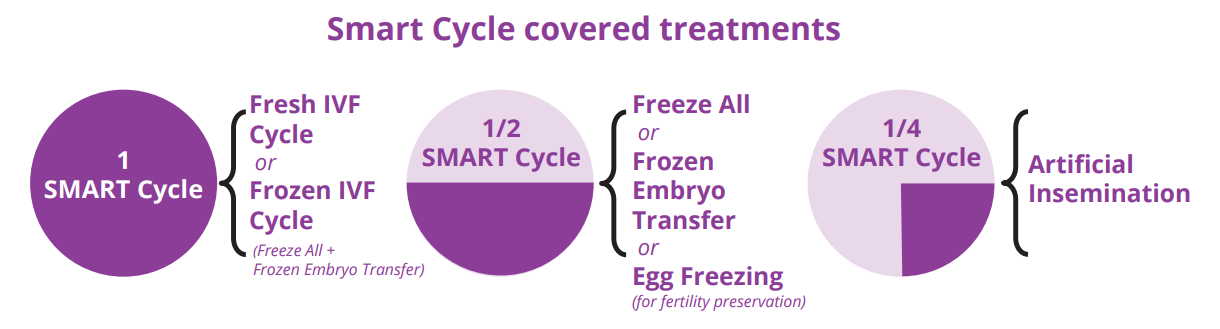 Smart Cycle covered treatments
1
SMART Cycle
Fresh IVF
Cycle
or
Frozen IVF
Cycle
(Freeze All +
Frozen Embryo Transfer)
1/2
SMART Cycle
Freeze All
or
Frozen
Embryo
Transfer
or
Egg Freezing
(for fertility preservation)
1/4
SMART Cycle
Artificial
Insemination